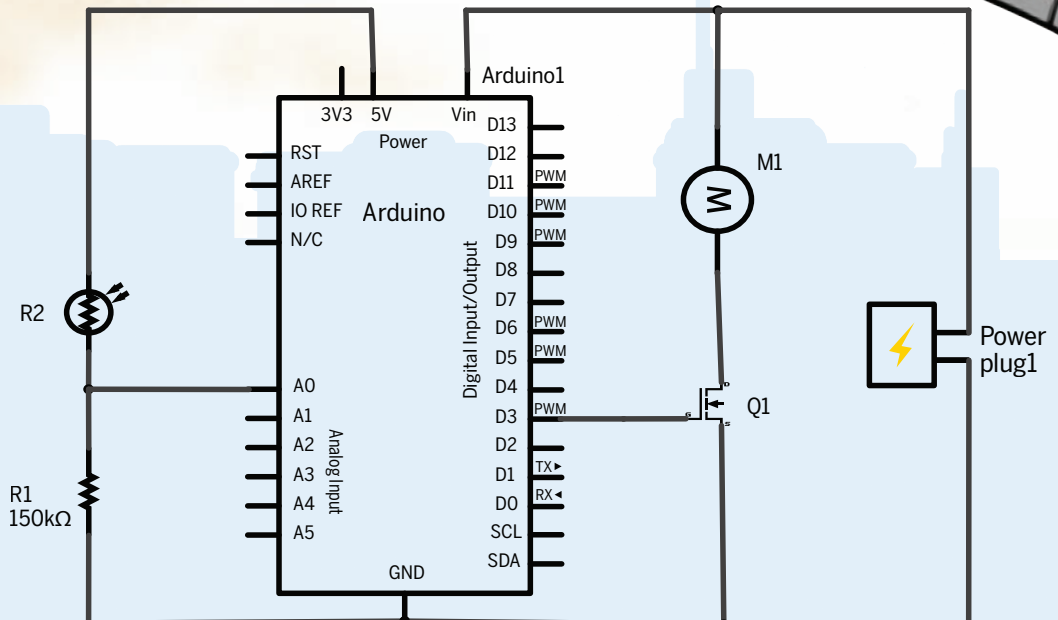 Arduino1
3V3
5V
Vin
Power
RST
AREF
IO REF
N/C
Arduino
D13
D12
D11
PWM
D10
PWM
D9
PWM
D8
D7
D6
PWM
D5
PWM
D4
D3
PWM
D2
D1
TX►
D0
RX◄
SCL
SDA
Digital Input/Output
A0
A1
A2
A3
A4
A5
Analog Input
GND
R2
R1
150kΩ
M1
M
Q1
D
G
S
Power
plug1